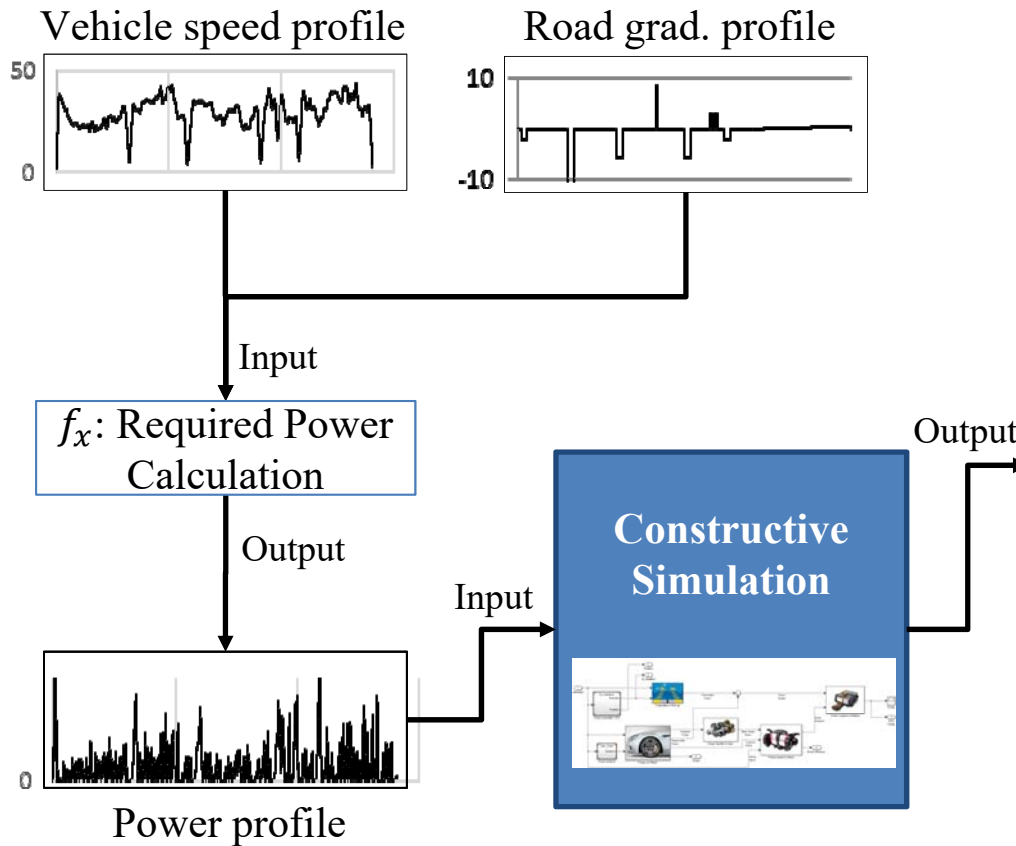 Vehicle speed profile
Road grad. profile
50
0
10
-10
Input
fₓ: Required Power
Calculation
Output
Input
Output
Constructive
Simulation
0
Power profile